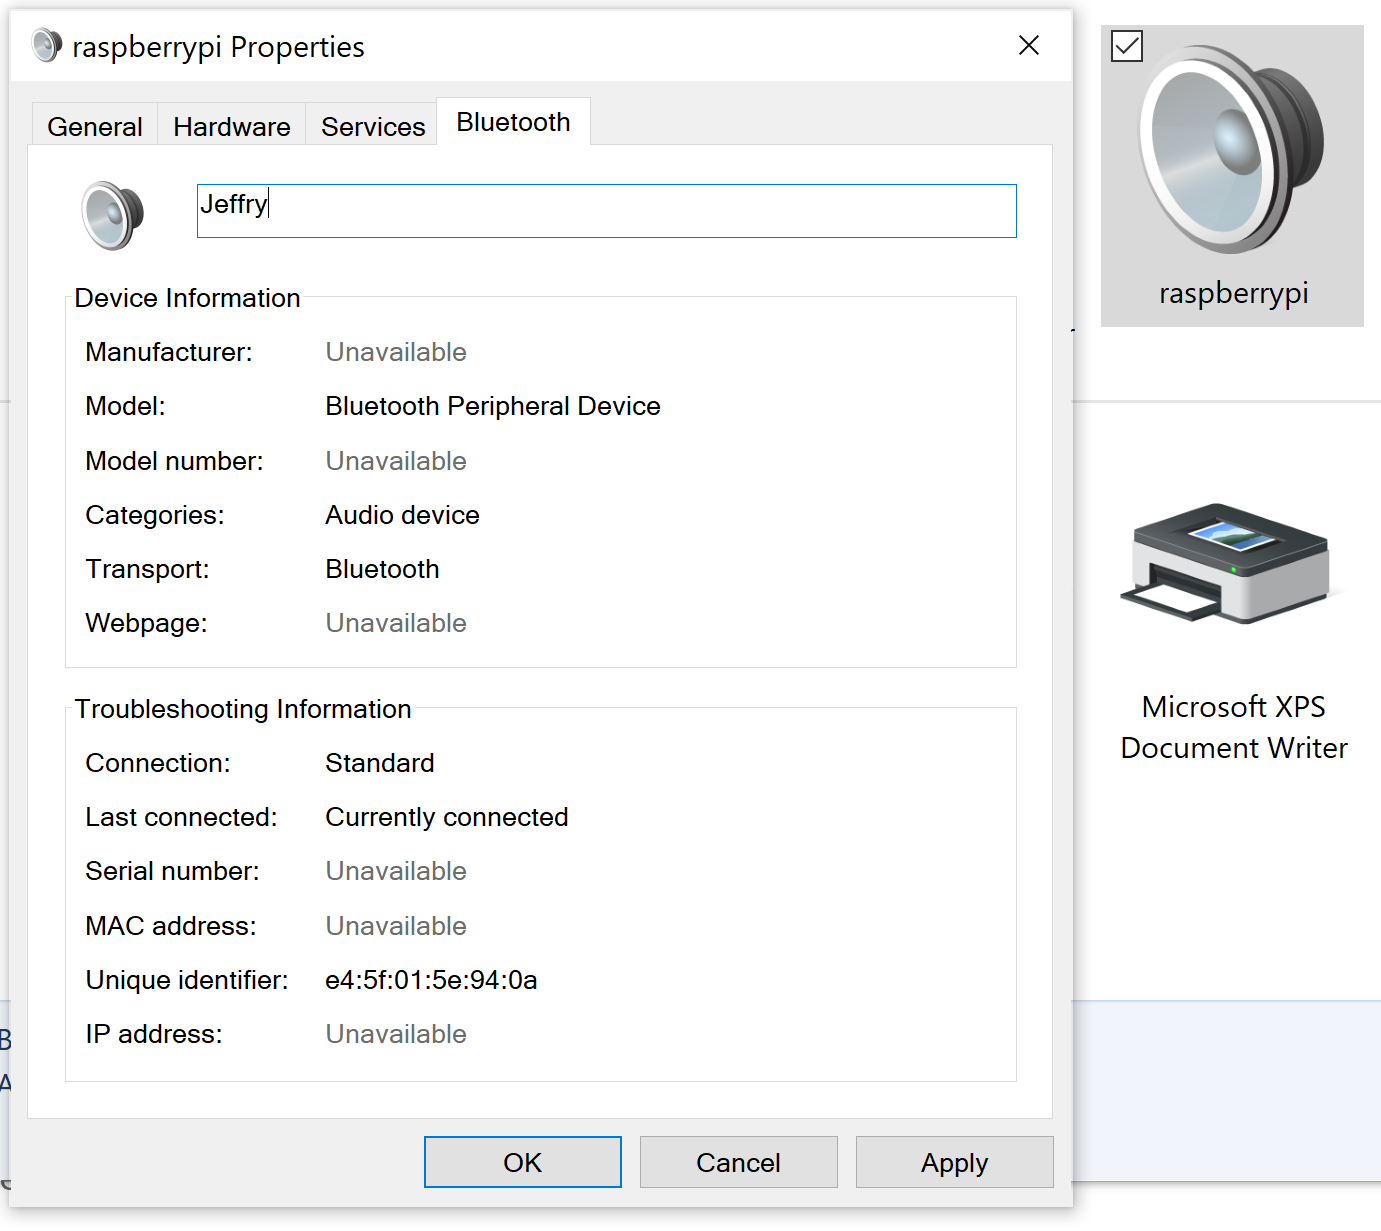 raspberrypi Properties
General Hardware Services Bluetooth
Jeffry
Device Information
Manufacturer: Unavailable
Model: Bluetooth Peripheral Device
Model number: Unavailable
Categories: Audio device
Transport: Bluetooth
Webpage: Unavailable
Troubleshooting Information
Connection: Standard
Last connected: Currently connected
Serial number: Unavailable
MAC address: Unavailable
Unique identifier: e4:5f:01:5e:94:0a
IP address: Unavailable
OK Cancel Apply
raspberrypi
Microsoft XPS
Document Writer